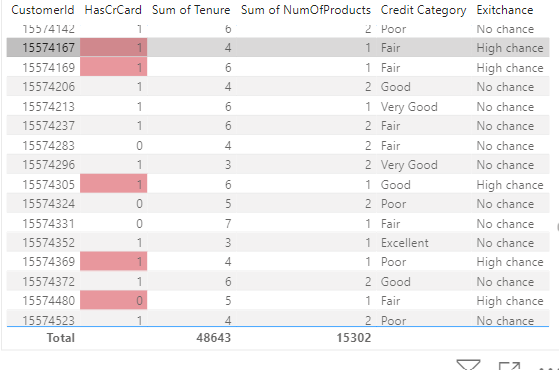 CustomerId HasCrCard Sum of Tenure Sum of NumOfProducts Credit Category Exitchance
15574142 1 6 2 Poor No chance
15574167 1 4 1 Fair High chance
15574169 1 6 1 Fair High chance
15574206 1 4 2 Good No chance
15574213 1 6 1 Very Good No chance
15574237 1 6 2 Fair No chance
15574283 0 4 2 Fair No chance
15574296 1 3 2 Very Good No chance
15574305 1 6 1 Good High chance
15574324 0 5 2 Poor No chance
15574331 0 7 1 Fair No chance
15574352 1 3 1 Excellent No chance
15574369 1 4 1 Poor High chance
15574372 1 6 2 Good No chance
15574480 0 5 1 Fair High chance
15574523 1 4 2 Poor No chance
Total 48643 15302